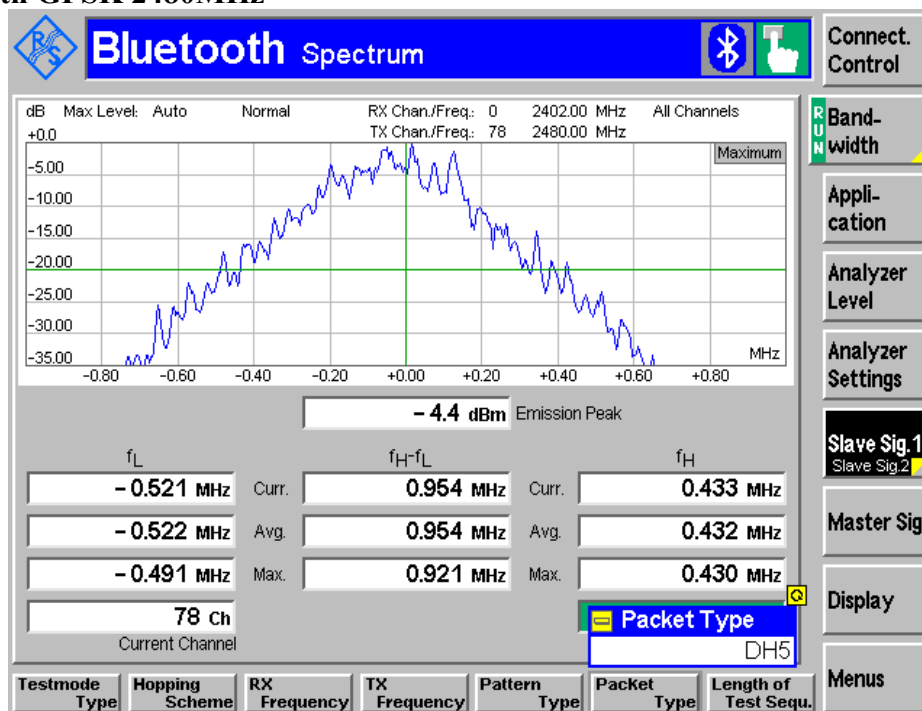 GFSK 2480MHz
R&S
Bluetooth Spectrum
Connect.
Control
dB Max Level: Auto Normal RX Chan./Freq.: 0 2402.00 MHz All Channels
+0.0 TX Chan./Freq.: 78 2480.00 MHz
Maximum
RUN
Band-
width
-5.00
-10.00
-15.00
-20.00
-25.00
-30.00
-35.00
MHz
-0.80 -0.60 -0.40 -0.20 +0.00 +0.20 +0.40 +0.60 +0.80
Appli-
cation
Analyzer
Level
Analyzer
Settings
- 4.4 dBm Emission Peak
Slave Sig.1
Slave Sig.2
fL fH-fL fH
- 0.521 MHz Curr. 0.954 MHz Curr. 0.433 MHz
- 0.522 MHz Avg. 0.954 MHz Avg. 0.432 MHz
- 0.491 MHz Max. 0.921 MHz Max. 0.430 MHz
Master Sig
78 Ch
Current Channel
Packet Type
DH5
Display
Menus
Testmode Type
Hopping Scheme
RX Frequency
TX Frequency
Pattern Type
Packet Type
Length of Test Sequ.